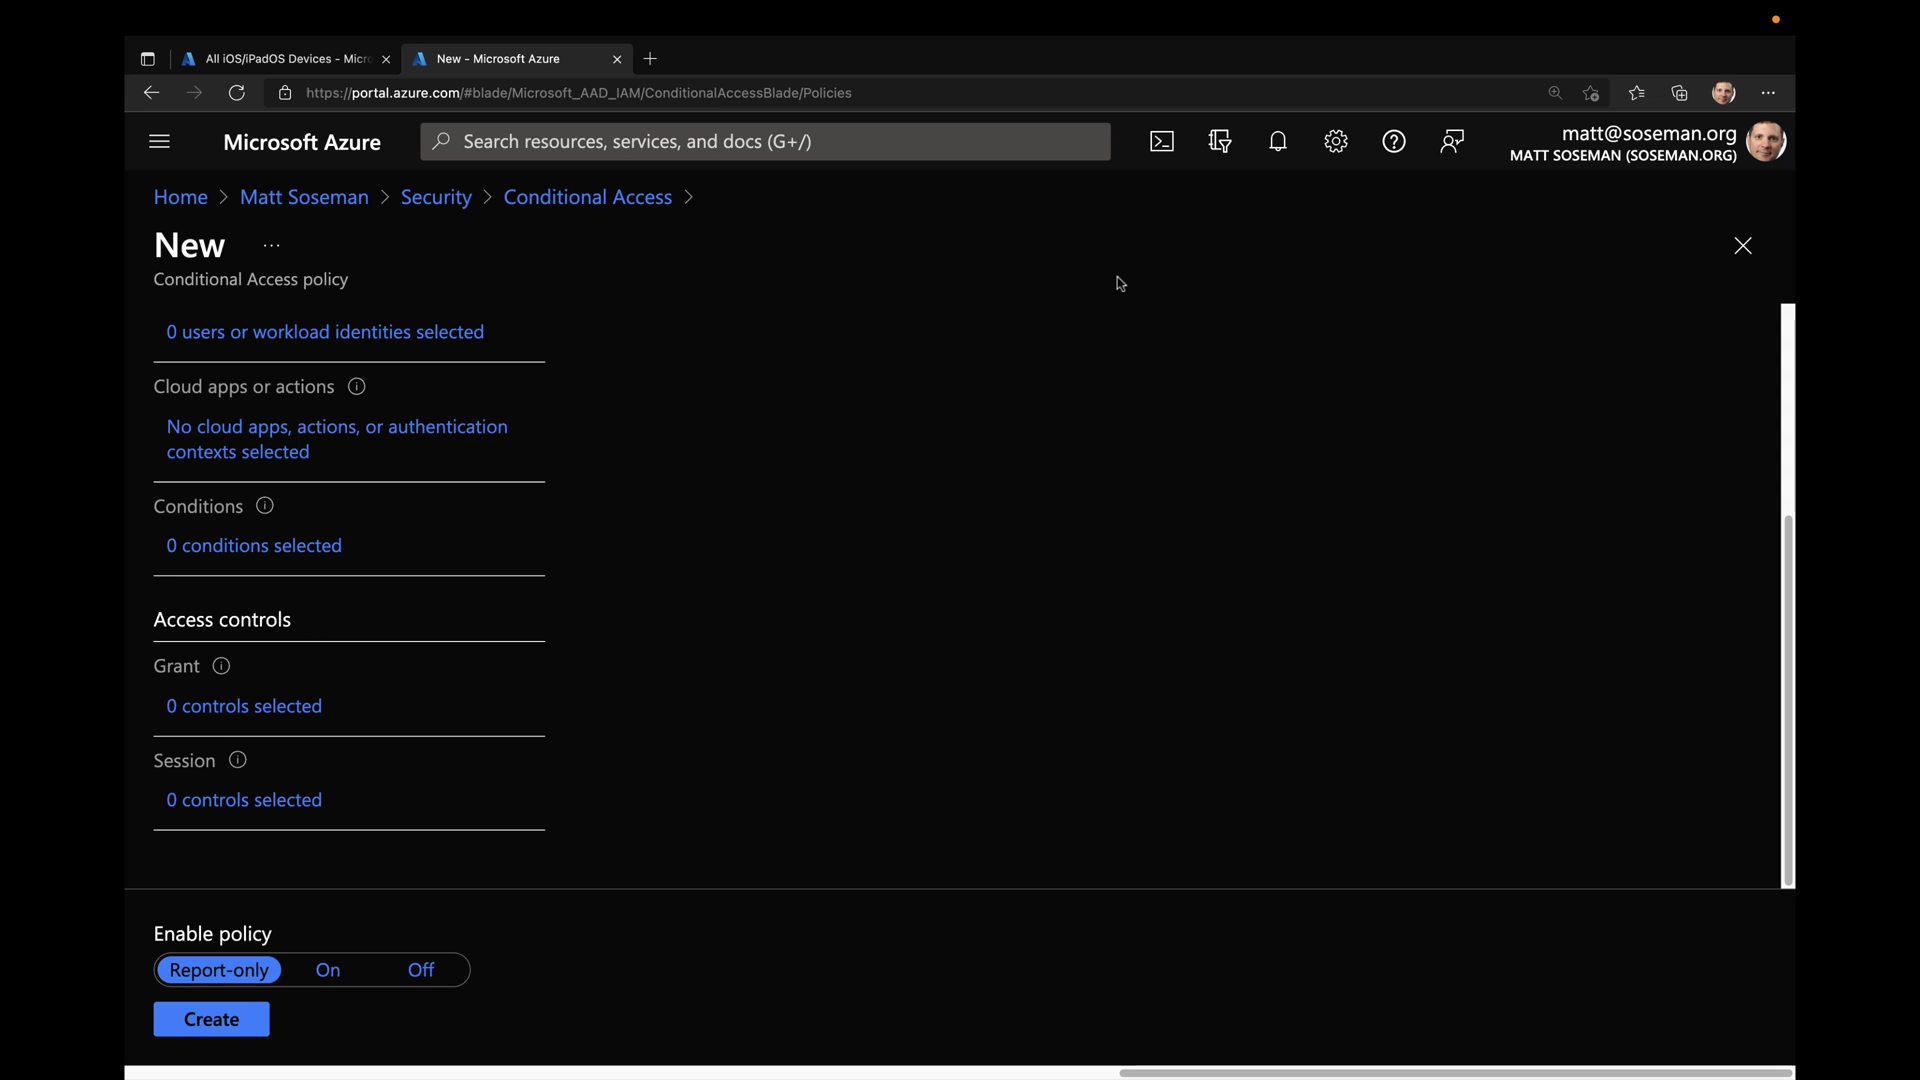 All iOS/iPadOS Devices - Micro
New - Microsoft Azure
https://portal.azure.com/#blade/Microsoft_AAD_IAM/ConditionalAccessBlade/Policies
Microsoft Azure
Search resources, services, and docs (G+/)
matt@soseman.org
MATT SOSEMAN (SOSEMAN.ORG)
Home > Matt Soseman > Security > Conditional Access >
New ...
Conditional Access policy
0 users or workload identities selected
Cloud apps or actions
No cloud apps, actions, or authentication
contexts selected
Conditions
0 conditions selected
Access controls
Grant
0 controls selected
Session
0 controls selected
Enable policy
Report-only On Off
Create